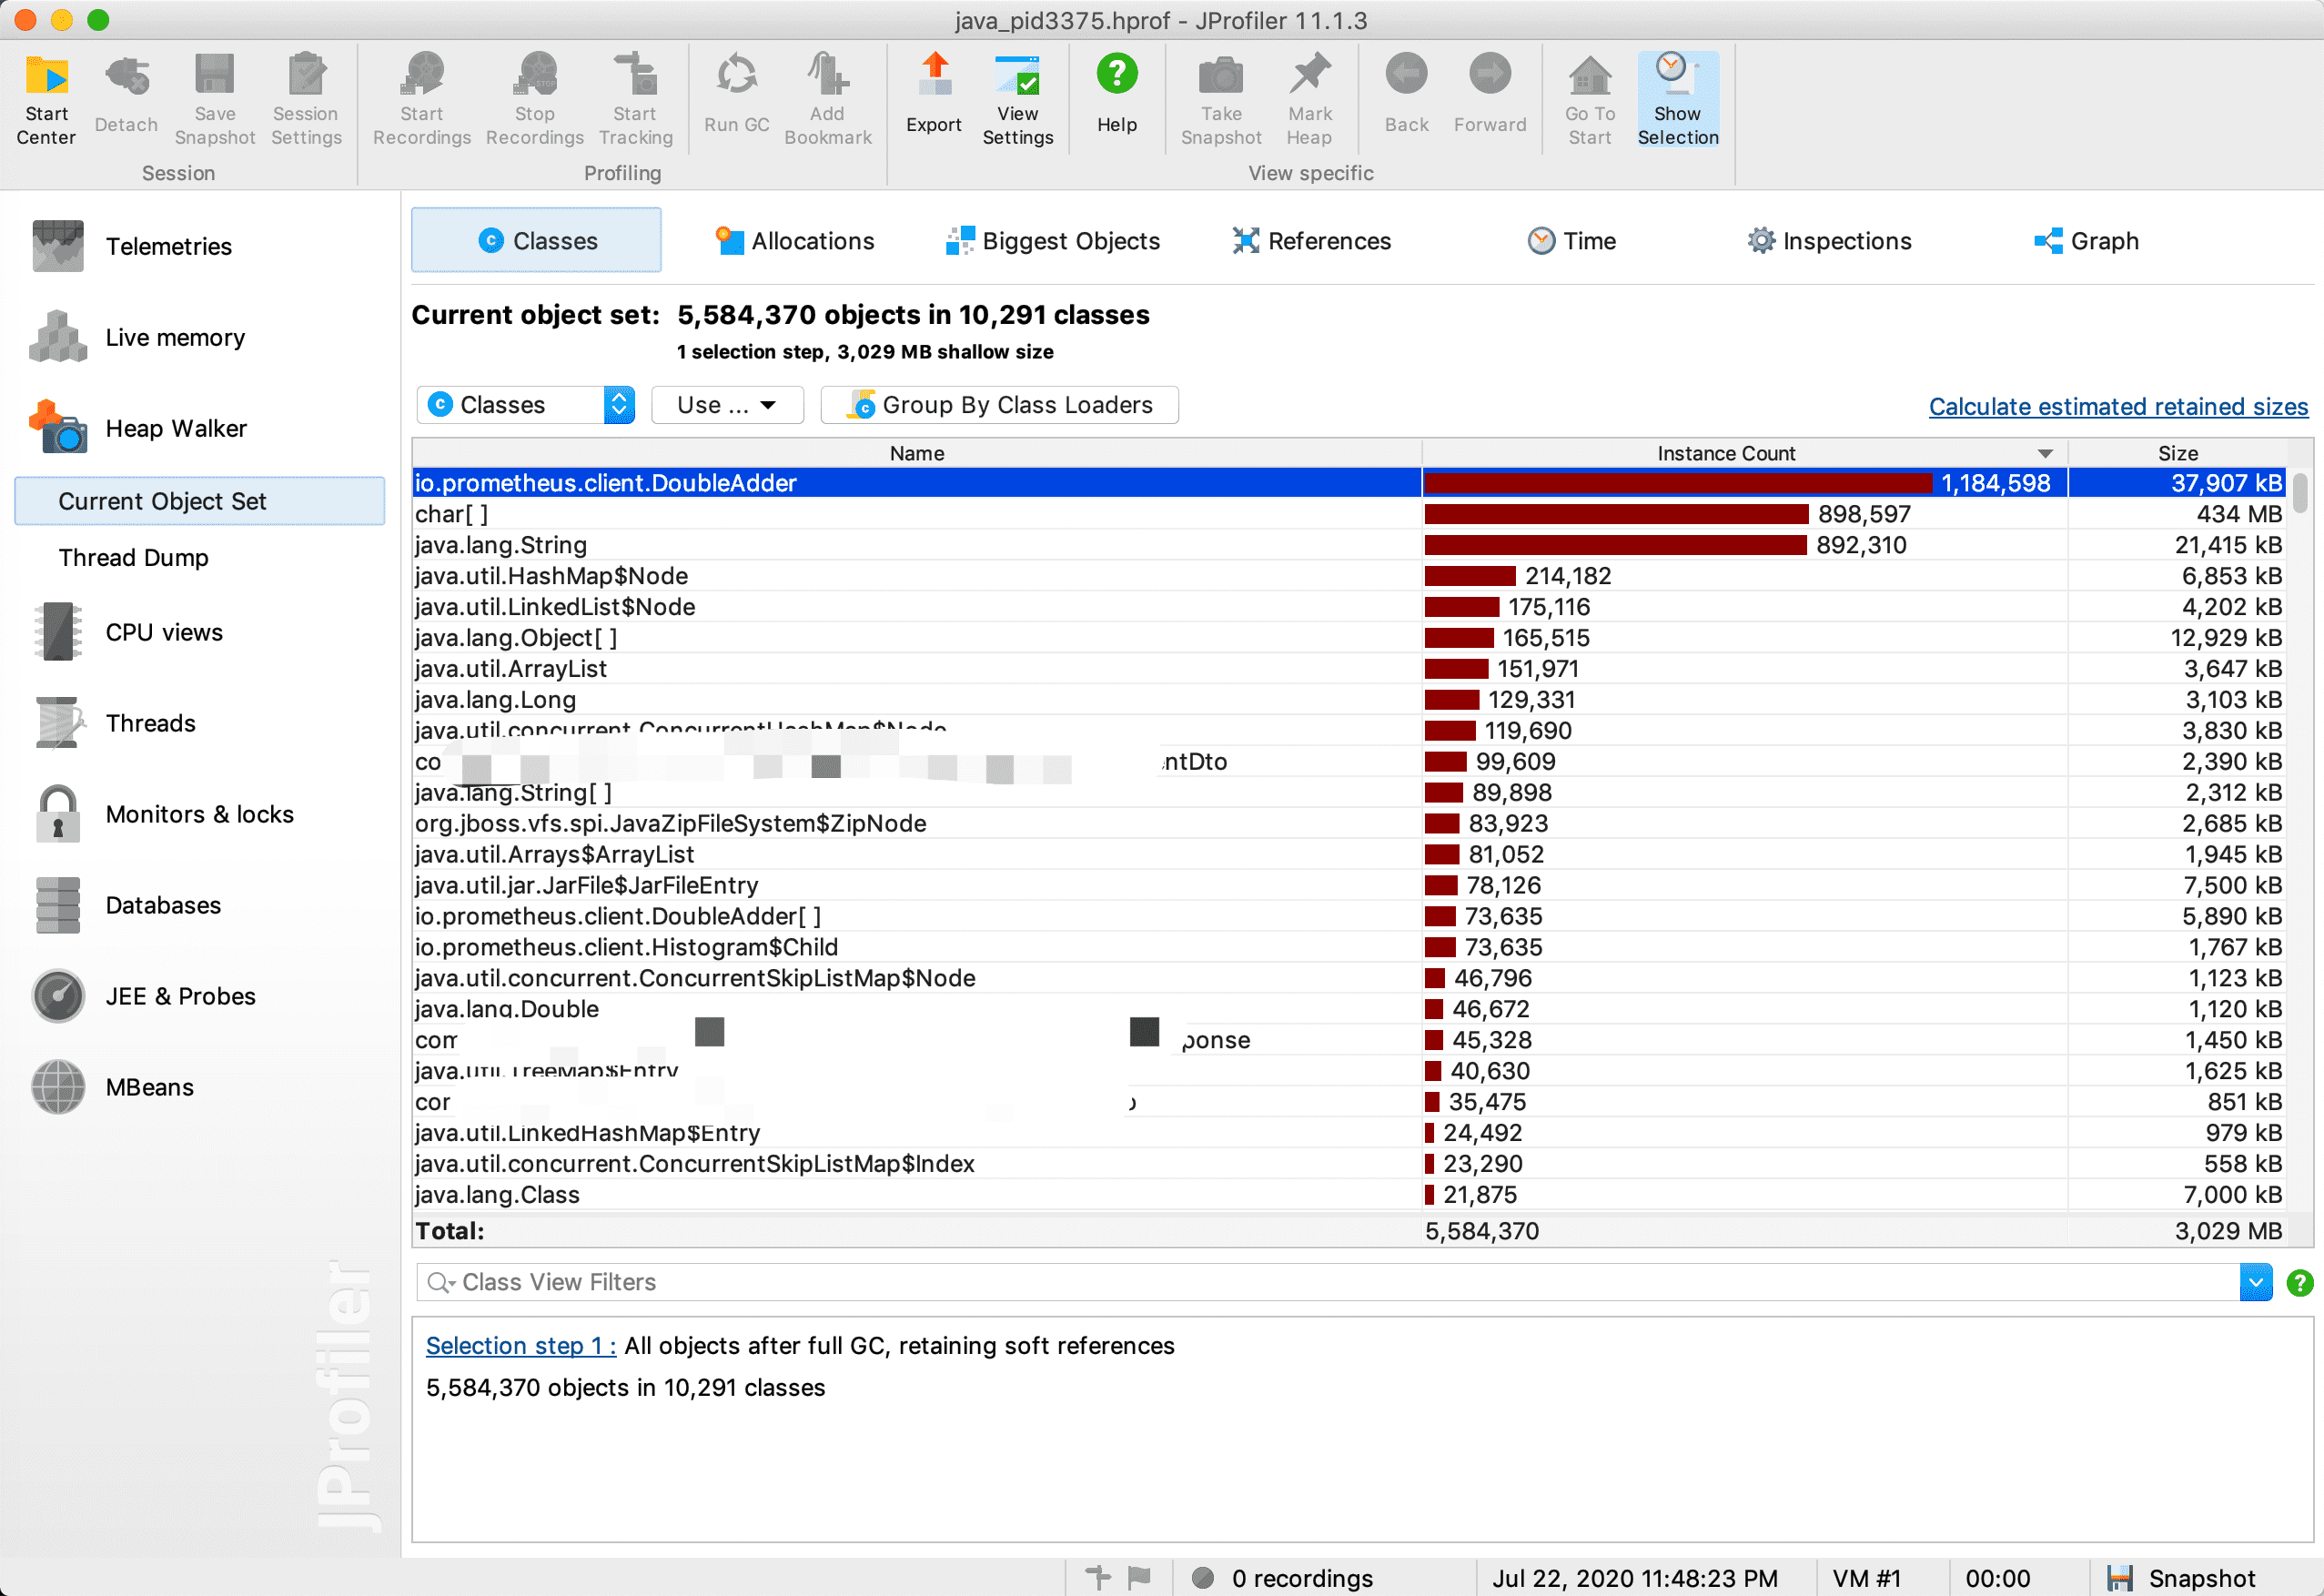 java_pid3375.hprof - JProfiler 11.1.3
Start Center
Detach
Save Snapshot
Session Settings
Start Recordings
Stop Recordings
Start Tracking
Run GC
Add Bookmark
Export
View Settings
Help
Take Snapshot
Mark Heap
Back
Forward
Go To Start
Show Selection
Session
Profiling
View specific
Telemetries
Live memory
Heap Walker
Current Object Set
Thread Dump
CPU views
Threads
Monitors & locks
Databases
JEE & Probes
MBeans
JProfiler
Classes Allocations Biggest Objects References Time Inspections Graph
Current object set: 5,584,370 objects in 10,291 classes
1 selection step, 3,029 MB shallow size
Classes Use ... Group By Class Loaders Calculate estimated retained sizes
Name Instance Count Size
io.prometheus.client.DoubleAdder 1,184,598 37,907 kB
char[ ] 898,597 434 MB
java.lang.String 892,310 21,415 kB
java.util.HashMap$Node 214,182 6,853 kB
java.util.LinkedList$Node 175,116 4,202 kB
java.lang.Object[ ] 165,515 12,929 kB
java.util.ArrayList 151,971 3,647 kB
java.lang.Long 129,331 3,103 kB
java.util.concurrent.ConcurrentHashMap$Node 119,690 3,830 kB
co ntDto 99,609 2,390 kB
java.lang.String[ ] 89,898 2,312 kB
org.jboss.vfs.spi.JavaZipFileSystem$ZipNode 83,923 2,685 kB
java.util.Arrays$ArrayList 81,052 1,945 kB
java.util.jar.JarFile$JarFileEntry 78,126 7,500 kB
io.prometheus.client.DoubleAdder[ ] 73,635 5,890 kB
io.prometheus.client.Histogram$Child 73,635 1,767 kB
java.util.concurrent.ConcurrentSkipListMap$Node 46,796 1,123 kB
java.lang.Double 46,672 1,120 kB
com ponse 45,328 1,450 kB
java.util.TreeMap$Entry 40,630 1,625 kB
35,475 851 kB
java.util.LinkedHashMap$Entry 24,492 979 kB
java.util.concurrent.ConcurrentSkipListMap$Index 23,290 558 kB
java.lang.Class 21,875 7,000 kB
Total: 5,584,370 3,029 MB
Class View Filters
Selection step 1 : All objects after full GC, retaining soft references
5,584,370 objects in 10,291 classes
0 recordings Jul 22, 2020 11:48:23 PM VM #1 00:00 Snapshot